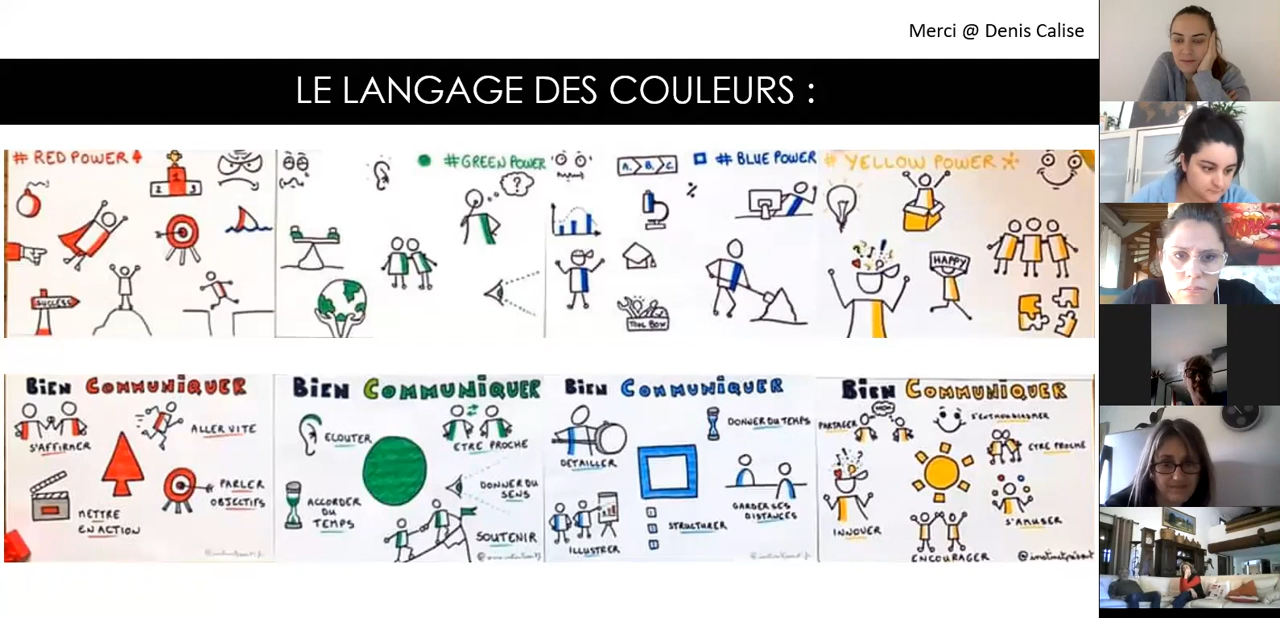 Merci @ Denis Calise
LE LANGAGE DES COULEURS :
# RED POWER
1 2 3
SUCCESS
#GREEN POWER
?
A. B. C
%
# BLUE POWER
TOOL BOX
# YELLOW POWER
HAPPY
BIEN COMMUNIQUER
S'AFFIRMER
ALLER VITE
PARLER
OBJECTIFS
METTRE
EN ACTION
BIEN COMMUNIQUER
ECOUTER
ETRE PROCHE
DONNER DU
SENS
ACCORDER
DU
TEMPS
SOUTENIR
BIEN COMMUNIQUER
DONNER DU TEMPS
DETAILLER
GARDER SES
DISTANCES
STRUCTURER
ILLUSTRER
BIEN COMMUNIQUER
PARTAGER
ETRE PROCHE
S'AMUSER
INNOVER
ENCOURAGER